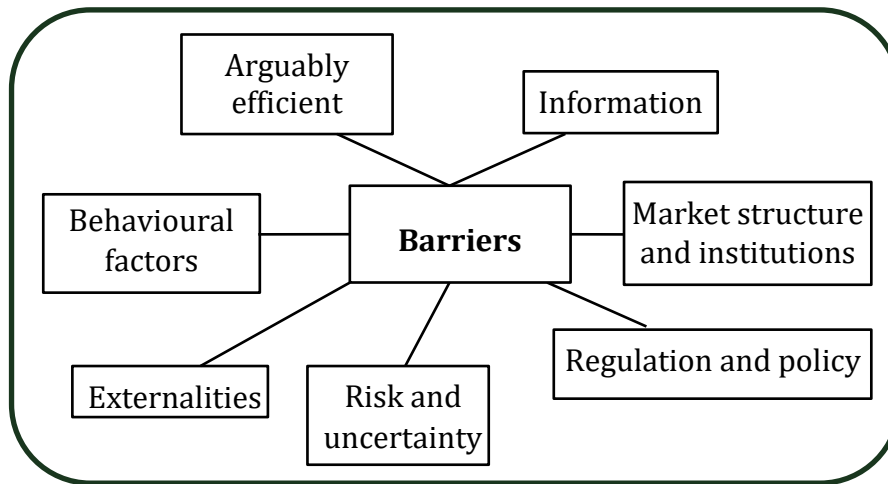 Arguably
efficient
Information
Behavioural
factors
Barriers
Market structure
and institutions
Externalities
Risk and
uncertainty
Regulation and policy